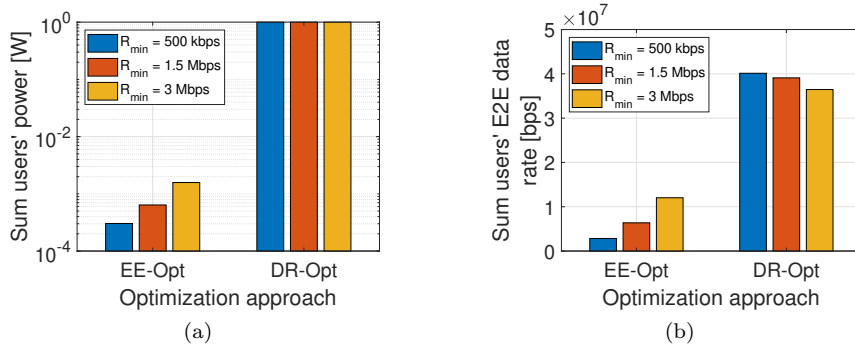 10^0
10^-2
10^-4
Sum users' power [W]
R_min = 500 kbps
R_min = 1.5 Mbps
R_min = 3 Mbps
EE-Opt
DR-Opt
Optimization approach
(a)
×10^7
5
4
3
2
1
0
Sum users' E2E data
rate [bps]
R_min = 500 kbps
R_min = 1.5 Mbps
R_min = 3 Mbps
EE-Opt
DR-Opt
Optimization approach
(b)